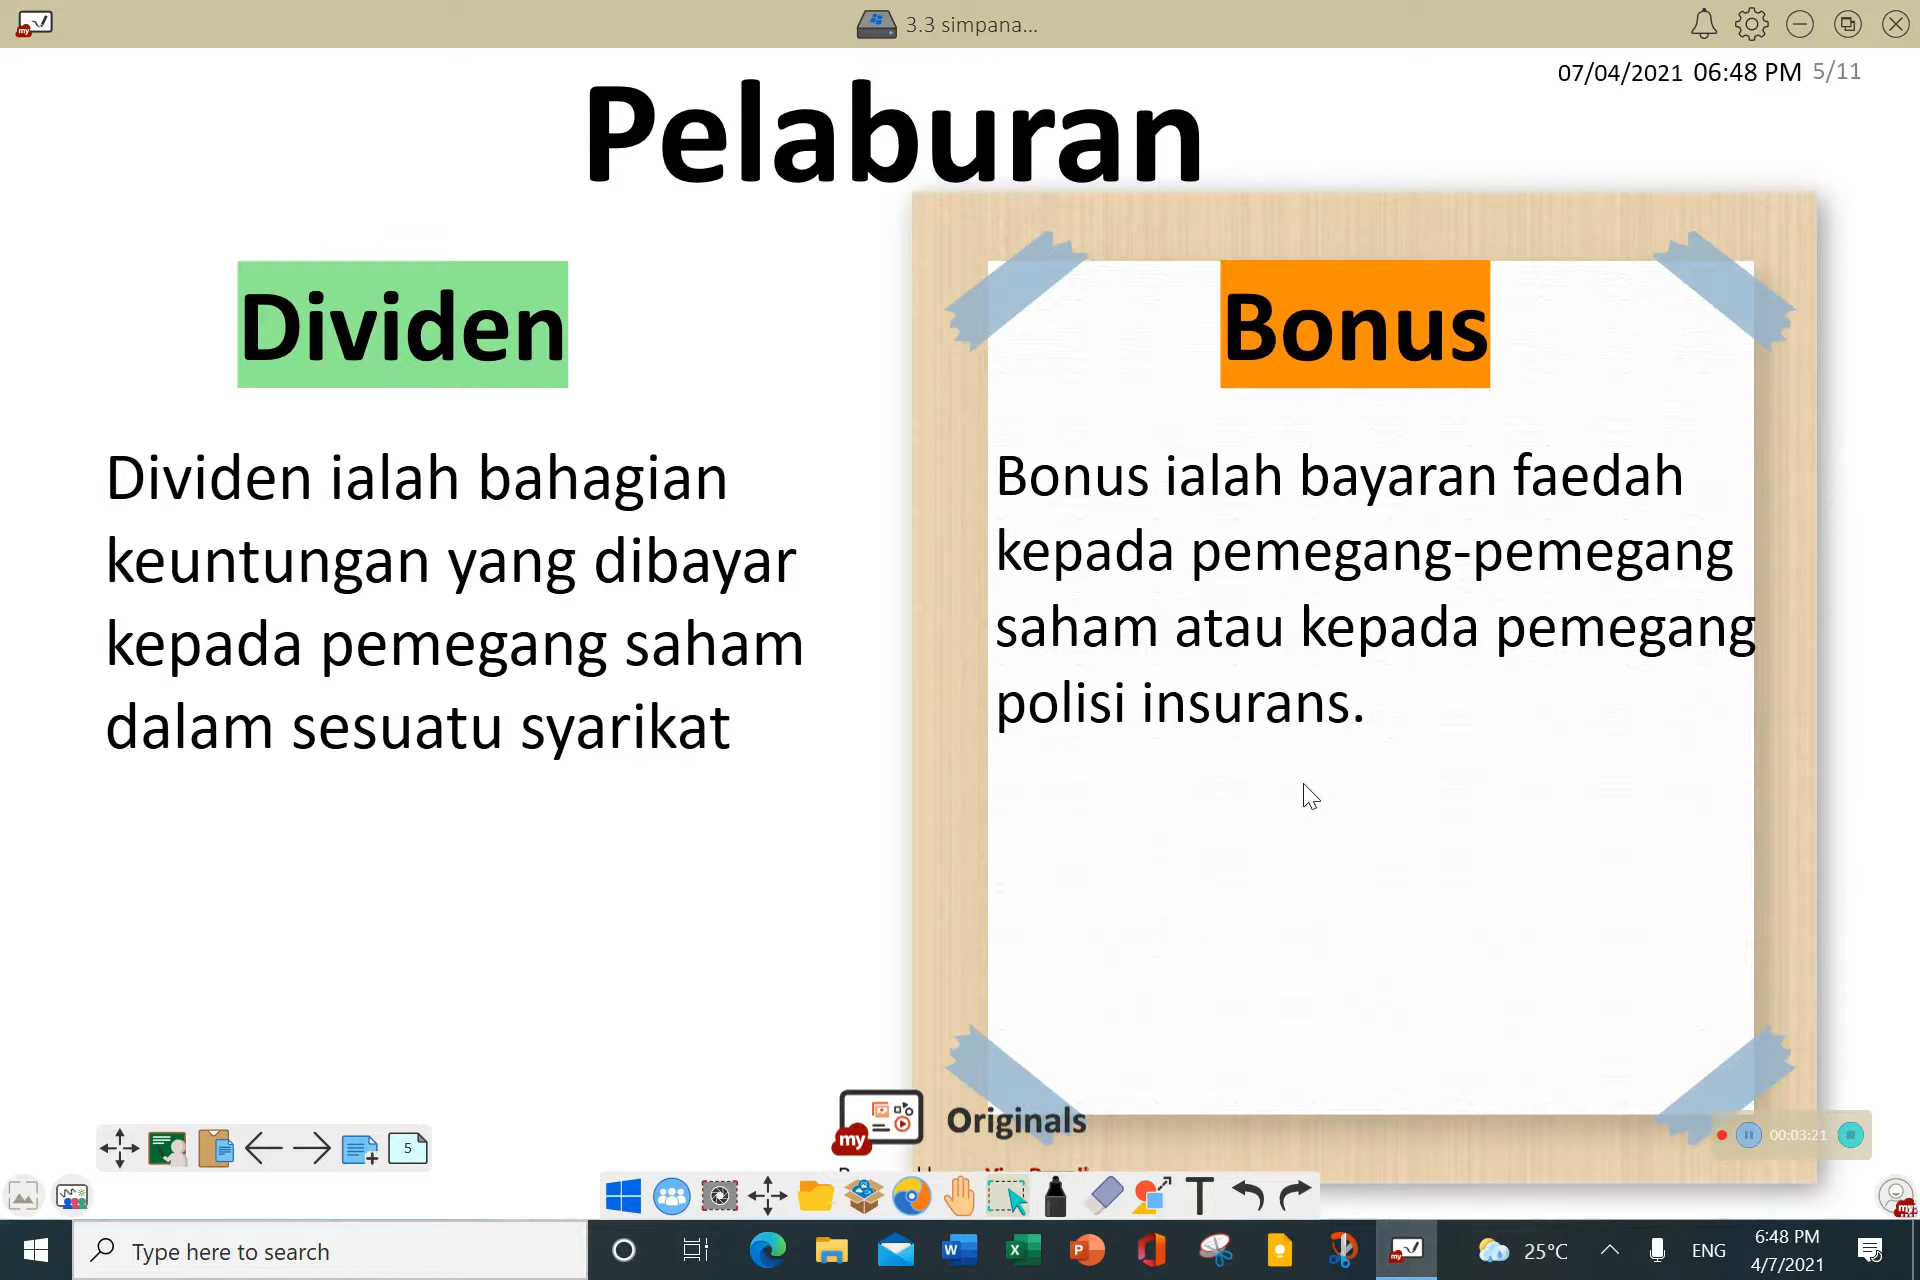 3.3 simpana...
07/04/2021 06:48 PM 5/11
Pelaburan
Dividen
Dividen ialah bahagian
keuntungan yang dibayar
kepada pemegang saham
dalam sesuatu syarikat
Bonus
Bonus ialah bayaran faedah
kepada pemegang-pemegang
saham atau kepada pemegang
polisi insurans.
my Originals
00:03:21
5
T
Type here to search
25°C
ENG
6:48 PM
4/7/2021